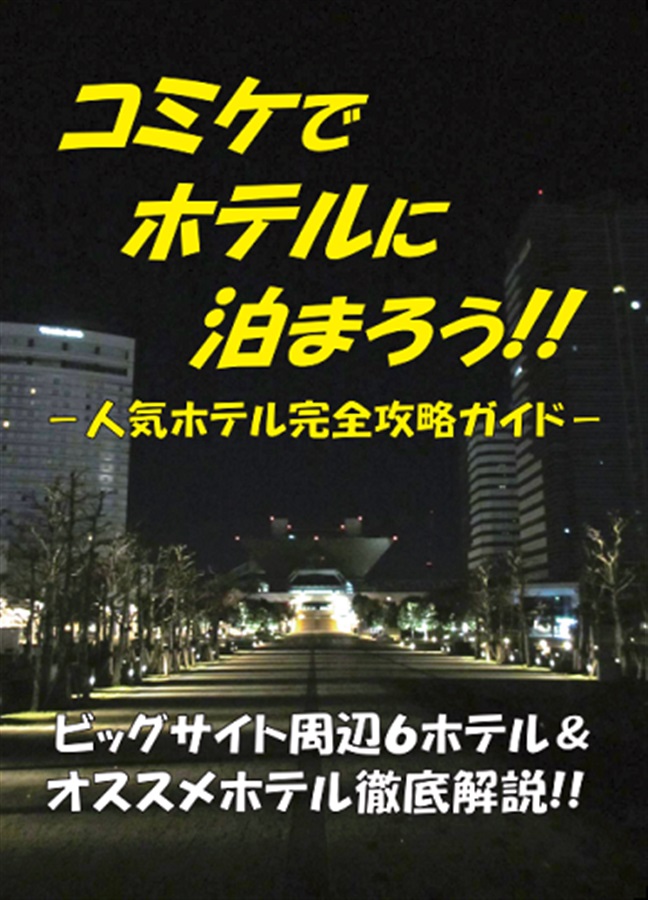 コミケで
ホテルに
泊まろう!!
－人気ホテル完全攻略ガイド－
ビッグサイト周辺6ホテル＆
オススメホテル徹底解説!!